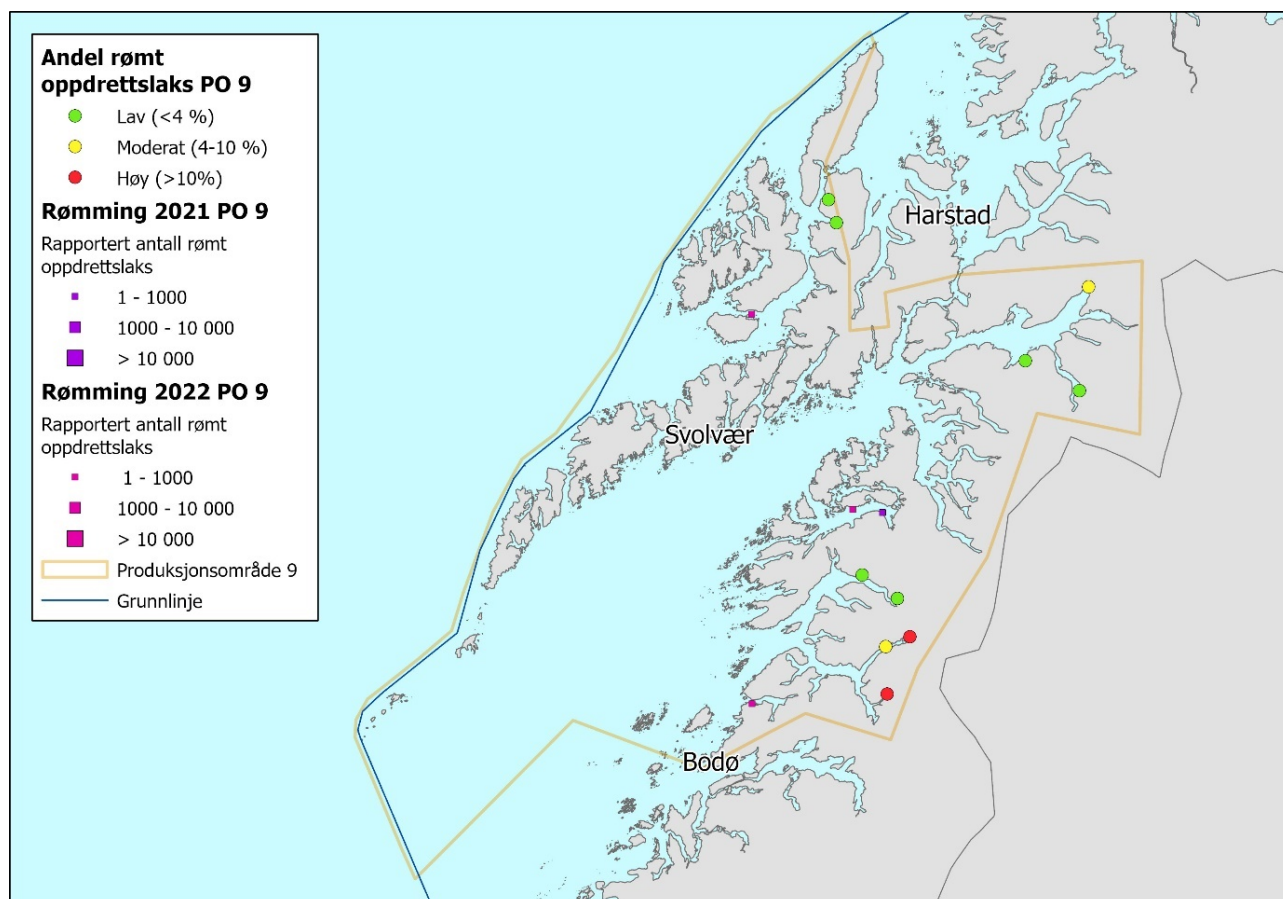 Andel rømt
oppdrettslaks PO 9
Lav (<4 %)
Moderat (4-10 %)
Høy (>10%)
Rømming 2021 PO 9
Rapportert antall rømt
oppdrettslaks
1 - 1000
1000 - 10 000
> 10 000
Rømming 2022 PO 9
Rapportert antall rømt
oppdrettslaks
1 - 1000
1000 - 10 000
> 10 000
Produksjonsområde 9
Grunnlinje
Harstad
Svolvær
Bodø